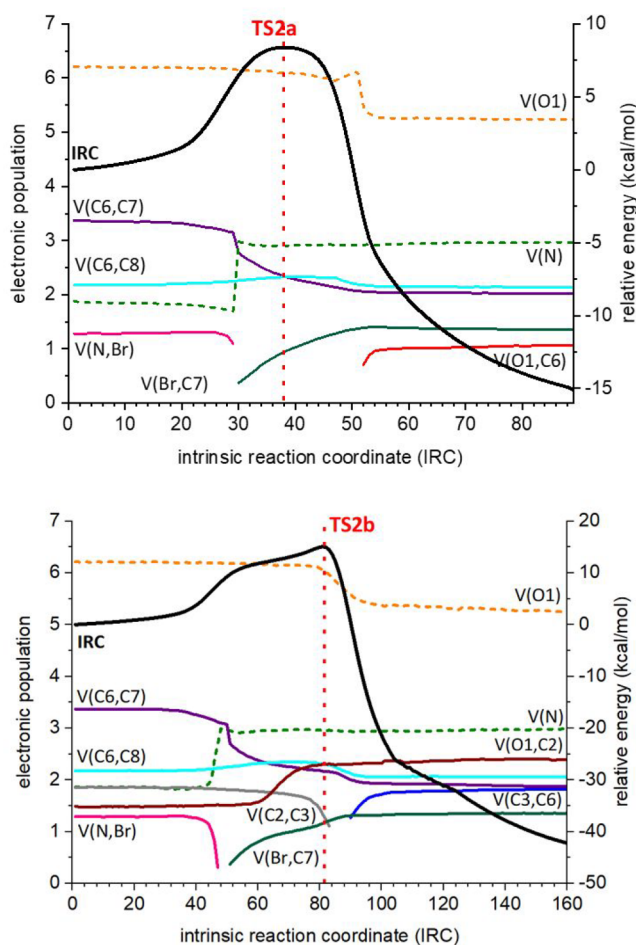 TS2a
7
6
5
4
3
2
1
0
10
5
0
-5
-10
-15
electronic population
relative energy (kcal/mol)
V(O1)
IRC
V(C6,C7)
V(N)
V(C6,C8)
V(N,Br)
V(Br,C7)
V(O1,C6)
0 10 20 30 40 50 60 70 80
intrinsic reaction coordinate (IRC)
TS2b
7
6
5
4
3
2
1
0
20
10
0
-10
-20
-30
-40
-50
electronic population
relative energy (kcal/mol)
V(O1)
IRC
V(C6,C7)
V(N)
V(O1,C2)
V(C6,C8)
V(C2,C3)
V(C3,C6)
V(N,Br)
V(Br,C7)
0 20 40 60 80 100 120 140 160
intrinsic reaction coordinate (IRC)